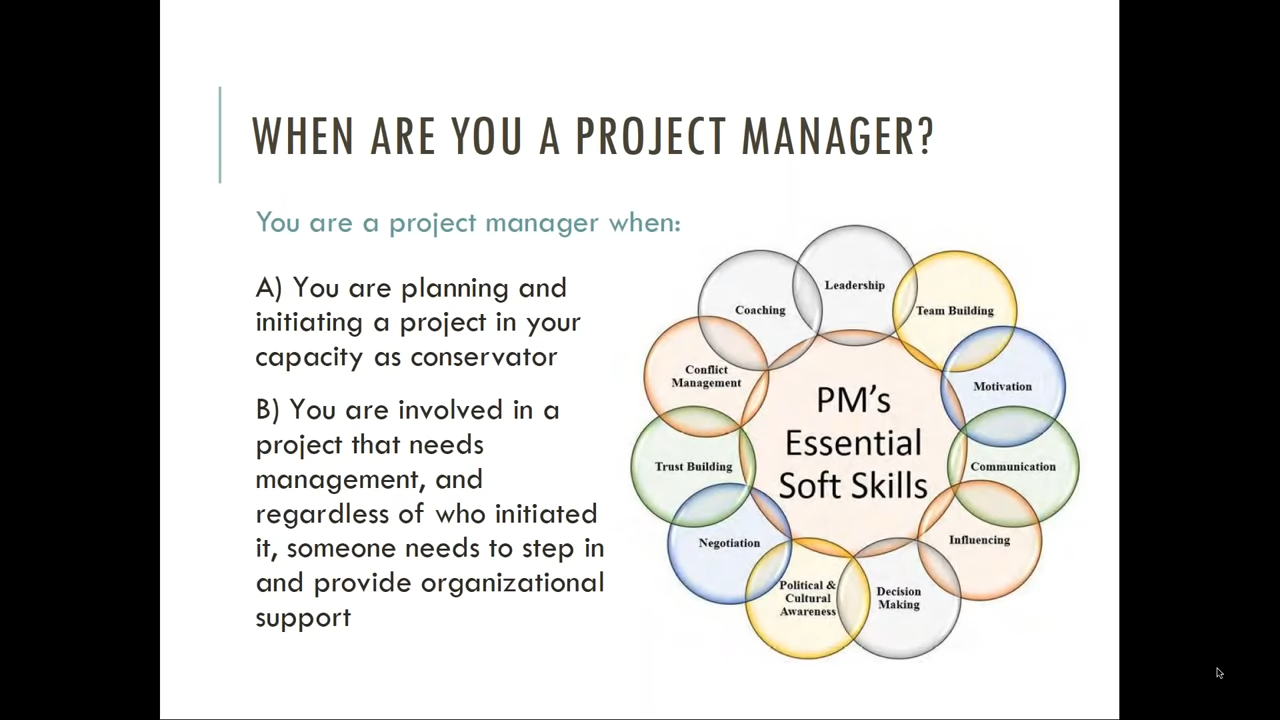 WHEN ARE YOU A PROJECT MANAGER?
You are a project manager when:
A) You are planning and
initiating a project in your
capacity as conservator
B) You are involved in a
project that needs
management, and
regardless of who initiated
it, someone needs to step in
and provide organizational
support
PM's
Essential
Soft Skills
Leadership
Team Building
Motivation
Communication
Influencing
Decision
Making
Political &
Cultural
Awareness
Negotiation
Trust Building
Conflict
Management
Coaching